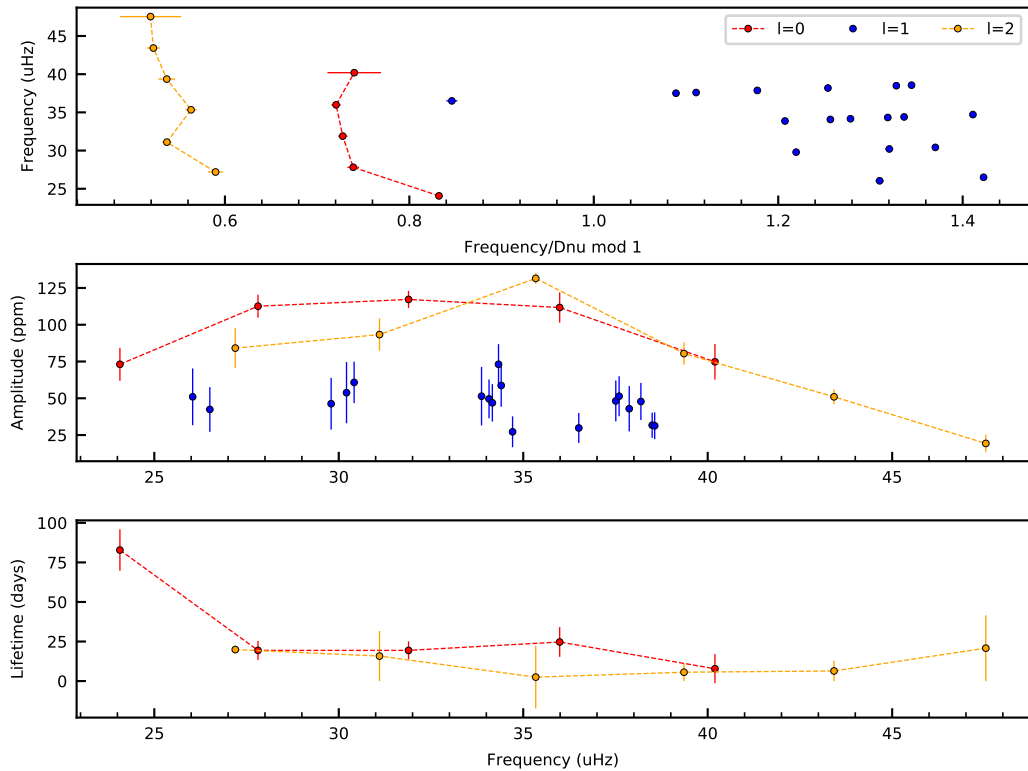 l=0 l=1 l=2
45
40
35
30
25
Frequency (uHz)
0.6 0.8 1.0 1.2 1.4
Frequency/Dnu mod 1
125
100
75
50
25
Amplitude (ppm)
25 30 35 40 45
100
75
50
25
0
Lifetime (days)
25 30 35 40 45
Frequency (uHz)